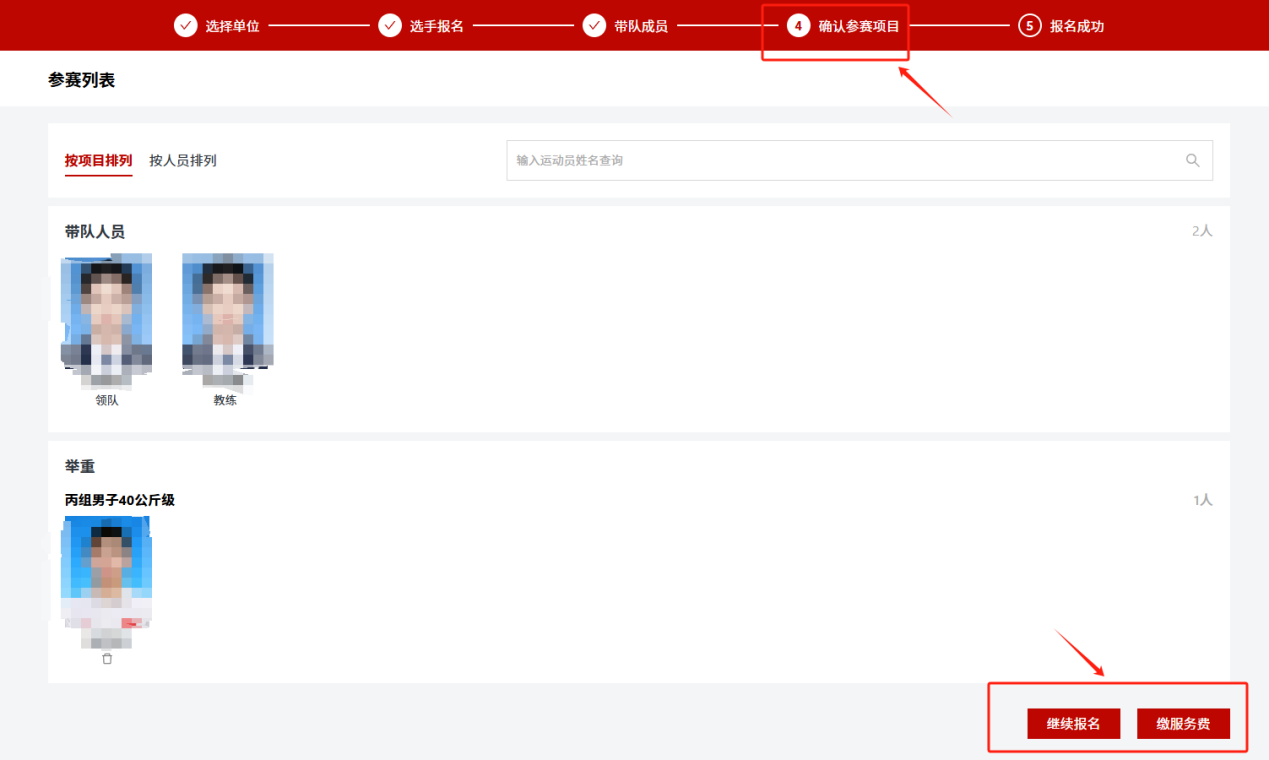 选择单位 选手报名 带队成员 4 确认参赛项目 5 报名成功
参赛列表
按项目排列 按人员排列 输入运动员姓名查询
带队人员 2人
领队 教练
举重
丙组男子40公斤级 1人
继续报名 缴服务费